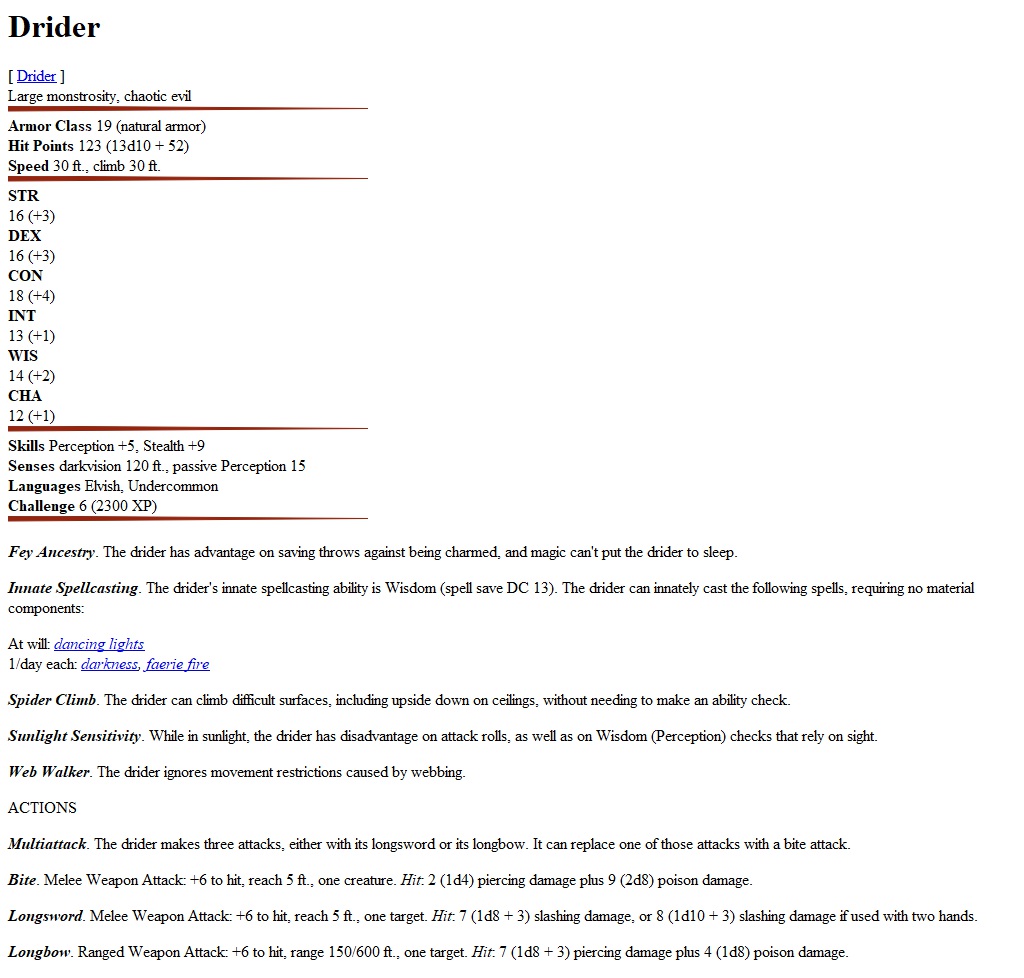 Drider
[ Drider ]
Large monstrosity, chaotic evil
Armor Class 19 (natural armor)
Hit Points 123 (13d10 + 52)
Speed 30 ft., climb 30 ft.
STR
16 (+3)
DEX
16 (+3)
CON
18 (+4)
INT
13 (+1)
WIS
14 (+2)
CHA
12 (+1)
Skills Perception +5, Stealth +9
Senses darkvision 120 ft., passive Perception 15
Languages Elvish, Undercommon
Challenge 6 (2300 XP)
Fey Ancestry. The drider has advantage on saving throws against being charmed, and magic can't put the drider to sleep.
Innate Spellcasting. The drider's innate spellcasting ability is Wisdom (spell save DC 13). The drider can innately cast the following spells, requiring no material
components:
At will: dancing lights
1/day each: darkness, faerie fire
Spider Climb. The drider can climb difficult surfaces, including upside down on ceilings, without needing to make an ability check.
Sunlight Sensitivity. While in sunlight, the drider has disadvantage on attack rolls, as well as on Wisdom (Perception) checks that rely on sight.
Web Walker. The drider ignores movement restrictions caused by webbing.
ACTIONS
Multiattack. The drider makes three attacks, either with its longsword or its longbow. It can replace one of those attacks with a bite attack.
Bite. Melee Weapon Attack: +6 to hit, reach 5 ft., one creature. Hit: 2 (1d4) piercing damage plus 9 (2d8) poison damage.
Longsword. Melee Weapon Attack: +6 to hit, reach 5 ft., one target. Hit: 7 (1d8 + 3) slashing damage, or 8 (1d10 + 3) slashing damage if used with two hands.
Longbow. Ranged Weapon Attack: +6 to hit, range 150/600 ft., one target. Hit: 7 (1d8 + 3) piercing damage plus 4 (1d8) poison damage.